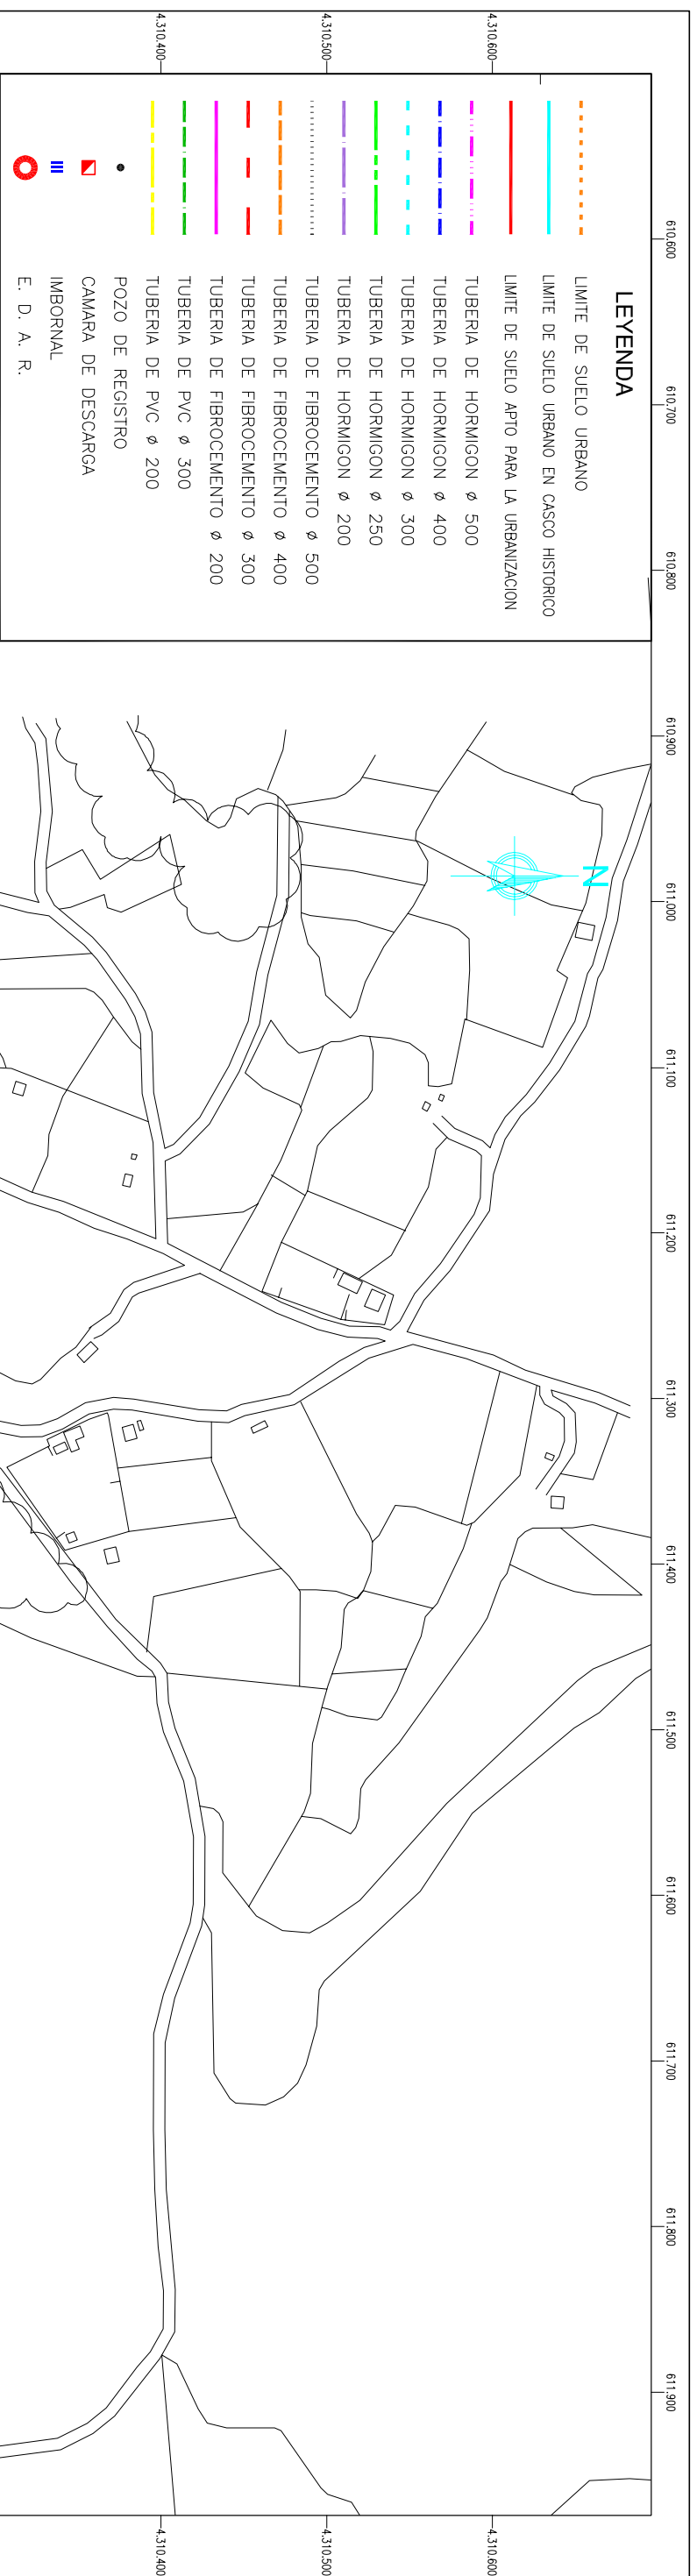 LEYENDA
LIMITE DE SUELO URBANO
LIMITE DE SUELO URBANO EN CASCO HISTORICO
LIMITE DE SUELO APTO PARA LA URBANIZACION
TUBERIA DE HORMIGON ø 500
TUBERIA DE HORMIGON ø 400
TUBERIA DE HORMIGON ø 300
TUBERIA DE HORMIGON ø 250
TUBERIA DE HORMIGON ø 200
TUBERIA DE FIBROCEMENTO ø 500
TUBERIA DE FIBROCEMENTO ø 400
TUBERIA DE FIBROCEMENTO ø 300
TUBERIA DE FIBROCEMENTO ø 200
TUBERIA DE PVC ø 300
TUBERIA DE PVC ø 200
POZO DE REGISTRO
CAMARA DE DESCARGA
IMBORNAL
E. D. A. R.
610.600
610.700
610.800
610.900
611.000
611.100
611.200
611.300
611.400
611.500
611.600
611.700
611.800
611.900
4.310.600
4.310.500
4.310.400
N
4.310.600
4.310.500
4.310.400